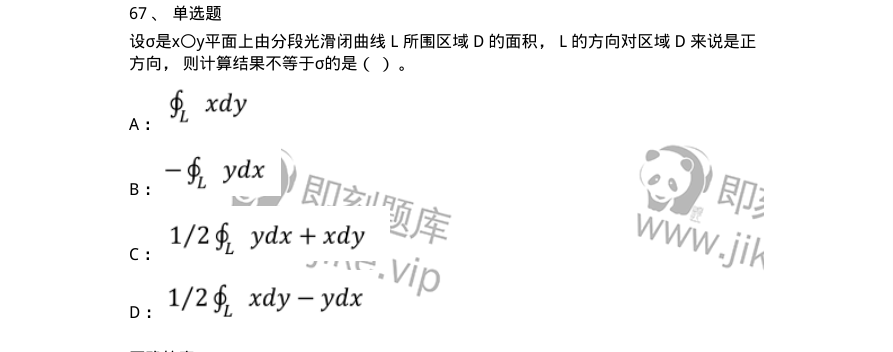 67 、 单选题
设σ是x〇y平面上由分段光滑闭曲线 L 所围区域 D 的面积， L 的方向对区域 D 来说是正
方向， 则计算结果不等于σ的是（ ）。
A： ∮_L xdy
B： −∮_L ydx
C： 1/2∮_L ydx + xdy
D： 1/2∮_L xdy − ydx
即刻题库
.vip
即刻
www.jik